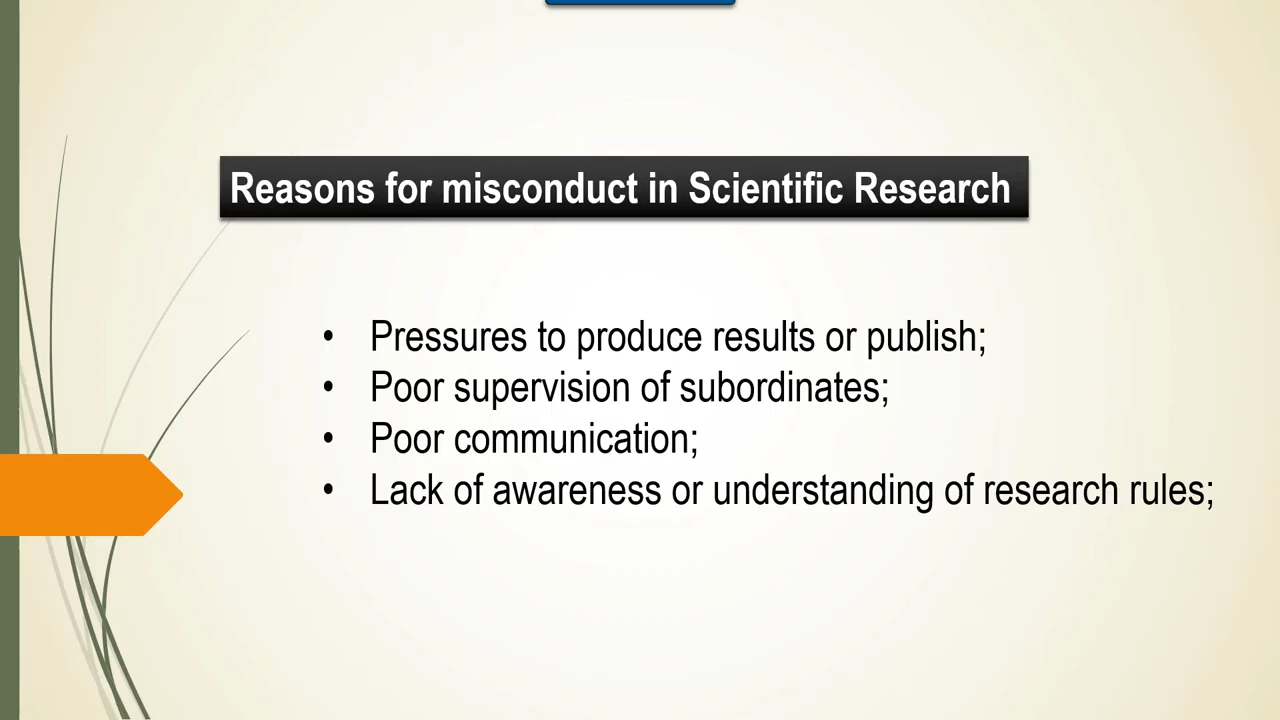 Reasons for misconduct in Scientific Research
• Pressures to produce results or publish;
• Poor supervision of subordinates;
• Poor communication;
• Lack of awareness or understanding of research rules;